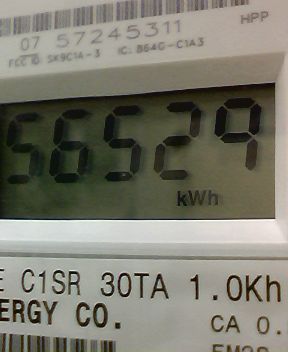 HPP
07 57245311
FCC ID: SK9C1A-3 IC: 864G-C1A3
56529
kWh
E C1SR 30TA 1.0Kh
ERGY CO.
CA 0.